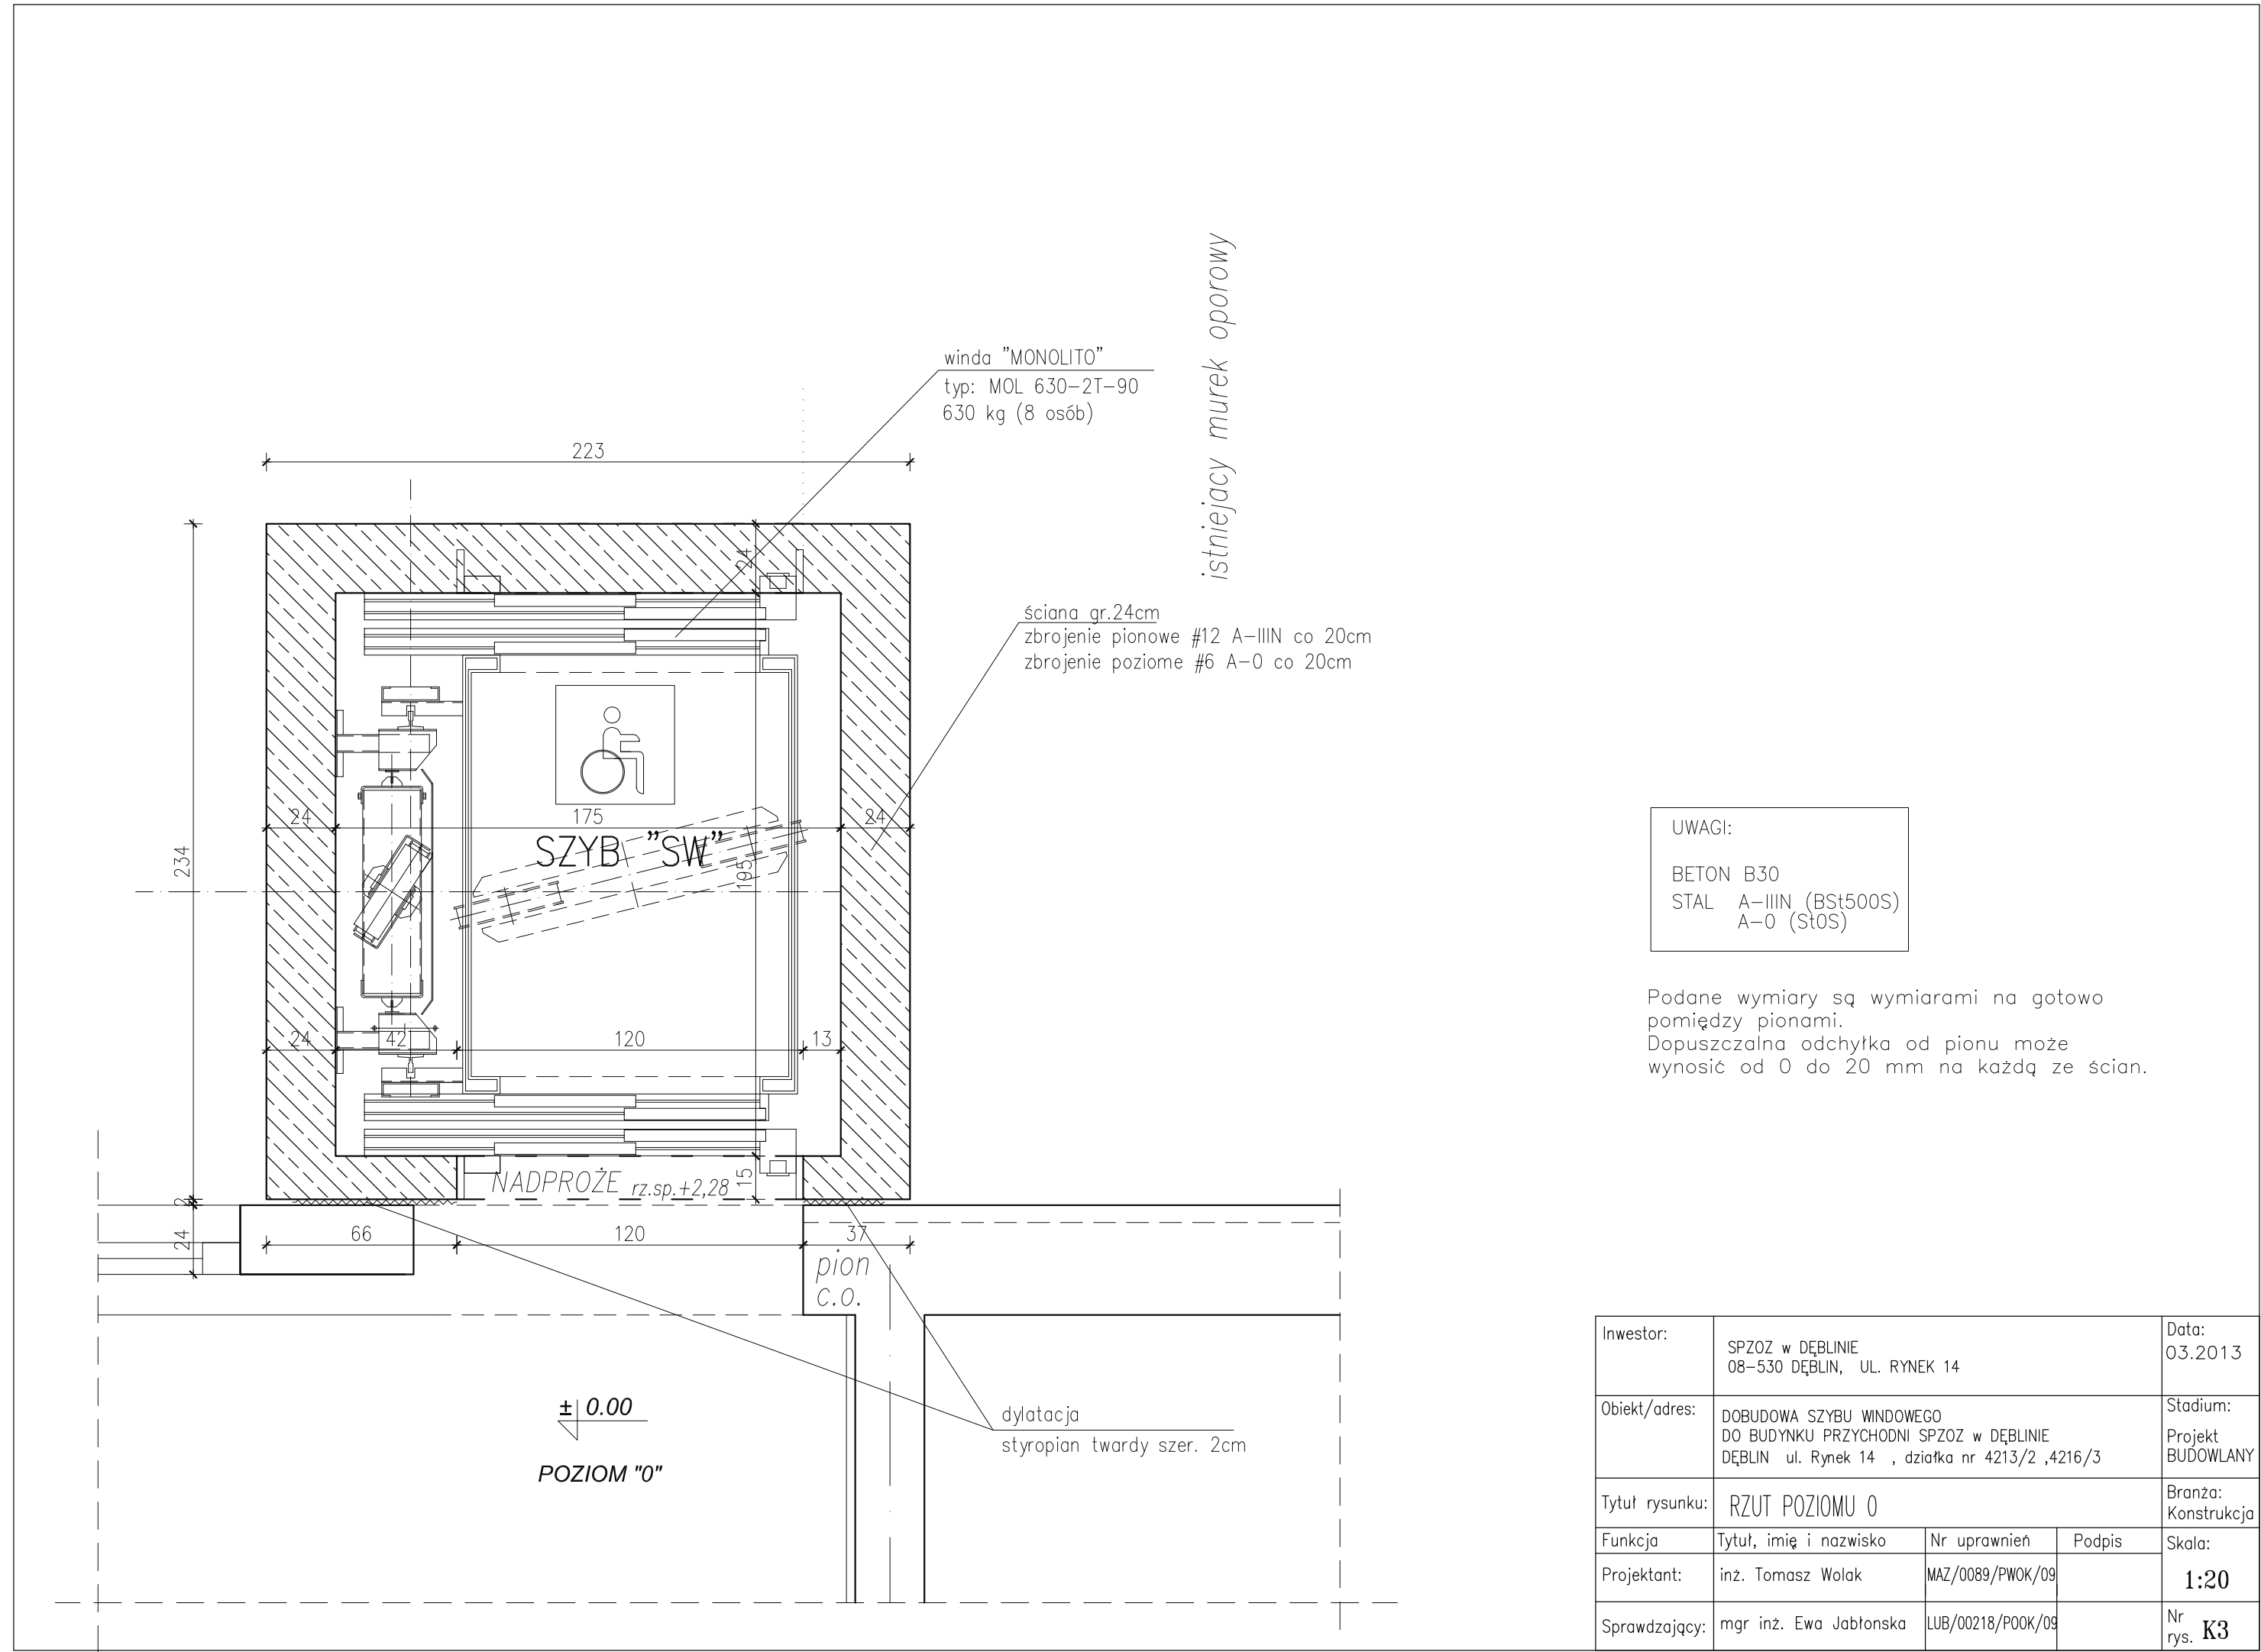 istniejacy murek oporowy
winda "MONOLITO"
typ: MOL 630-2T-90
630 kg (8 osób)
223
24
ściana gr.24cm
zbrojenie pionowe #12 A-IIIN co 20cm
zbrojenie poziome #6 A-0 co 20cm
234
24
175
24
SZYB "SW"
195
24
42
120
13
NADPROŻE rz.sp.+2,28
15
2
24
66
120
37
pion
c.o.
± 0.00
POZIOM "0"
dylatacja
styropian twardy szer. 2cm
UWAGI:
BETON B30
STAL A-IIIN (BSt500S)
A-0 (St0S)
Podane wymiary są wymiarami na gotowo
pomiędzy pionami.
Dopuszczalna odchyłka od pionu może
wynosić od 0 do 20 mm na każdą ze ścian.
Inwestor:
SPZOZ w DĘBLINIE
08-530 DĘBLIN, UL. RYNEK 14
Data:
03.2013
Obiekt/adres:
DOBUDOWA SZYBU WINDOWEGO
DO BUDYNKU PRZYCHODNI SPZOZ w DĘBLINIE
DĘBLIN ul. Rynek 14 , działka nr 4213/2 ,4216/3
Stadium:
Projekt
BUDOWLANY
Tytuł rysunku:
RZUT POZIOMU 0
Branża:
Konstrukcja
Funkcja
Tytuł, imię i nazwisko
Nr uprawnień
Podpis
Skala:
1:20
Projektant:
inż. Tomasz Wolak
MAZ/0089/PWOK/09
Sprawdzający:
mgr inż. Ewa Jabłonska
LUB/00218/POOK/09
Nr
rys. K3